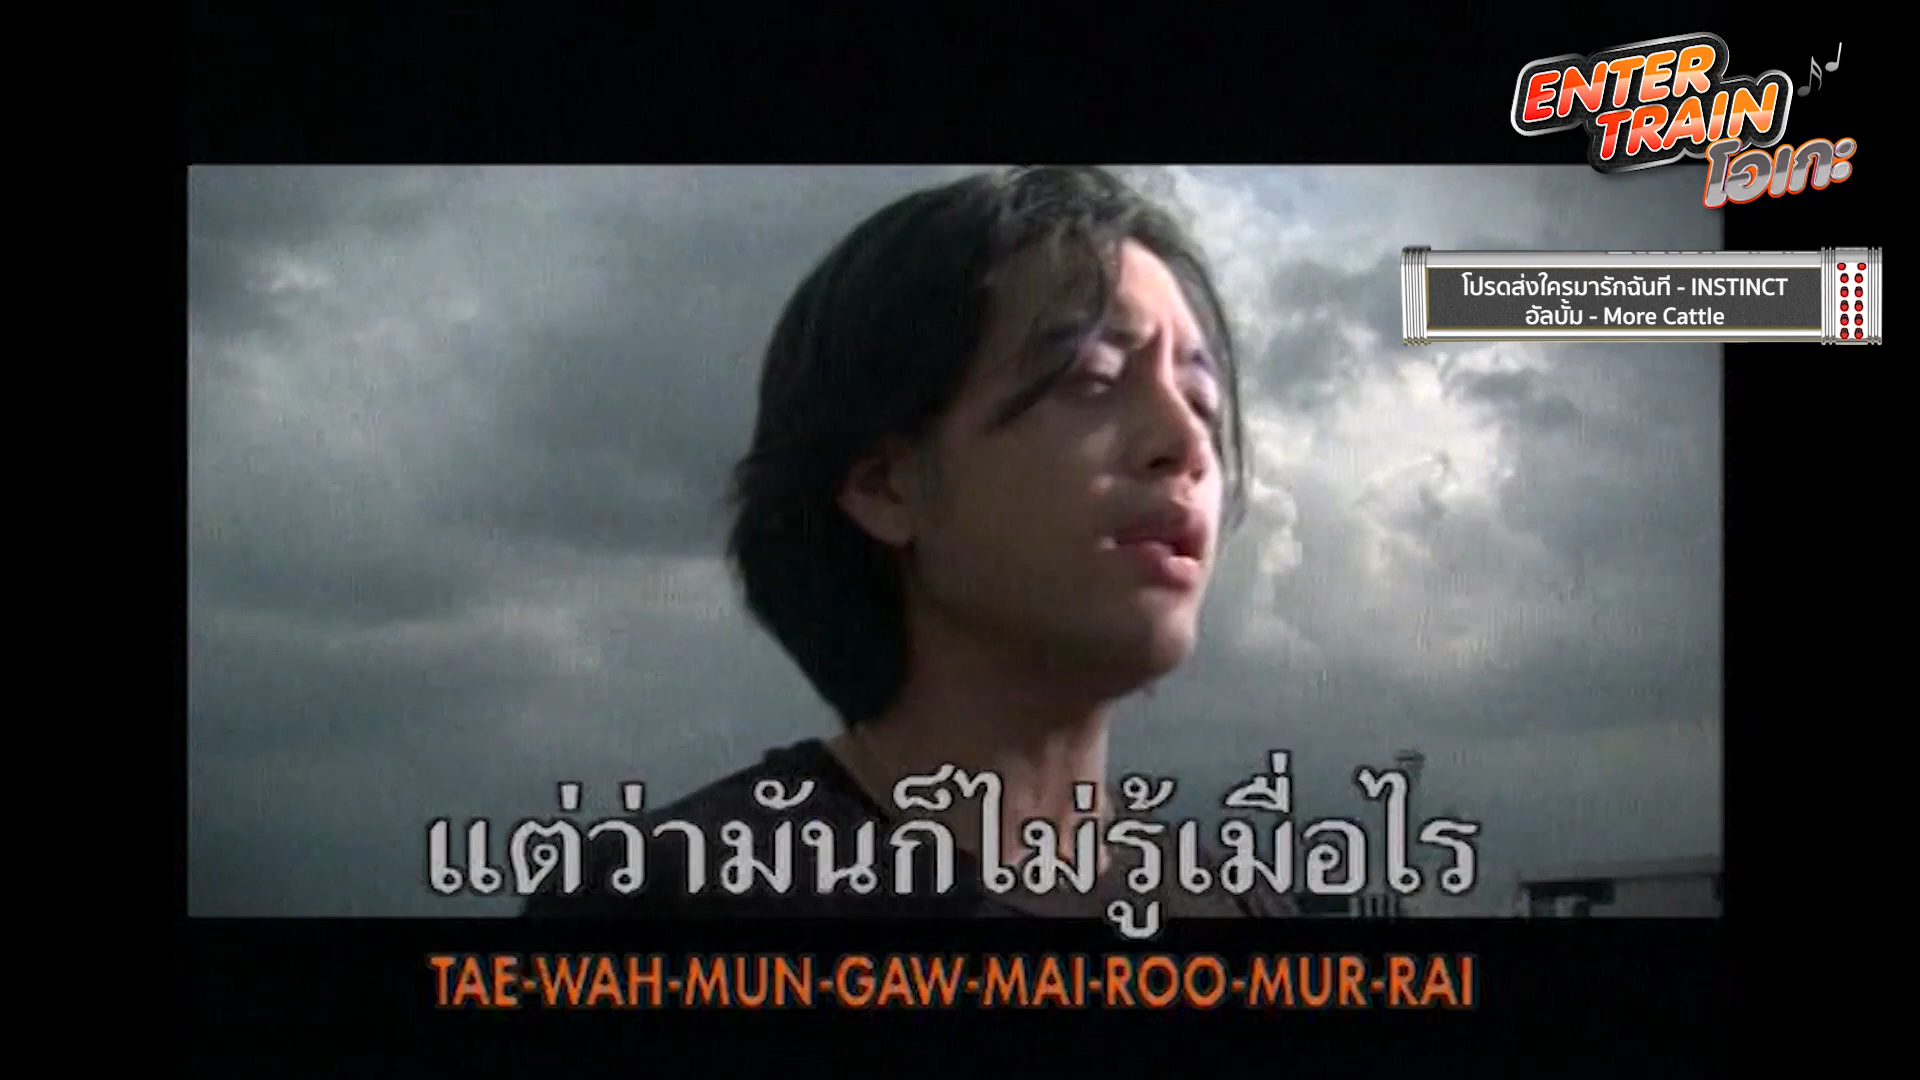 ENTER
TRAIN
โอเกะ
โปรดส่งใครมารักฉันที - INSTINCT
อัลบั้ม - More Cattle
แต่ว่ามันก็ไม่รู้เมื่อไร
TAE-WAH-MUN-GAW-MAI-ROO-MUR-RAI